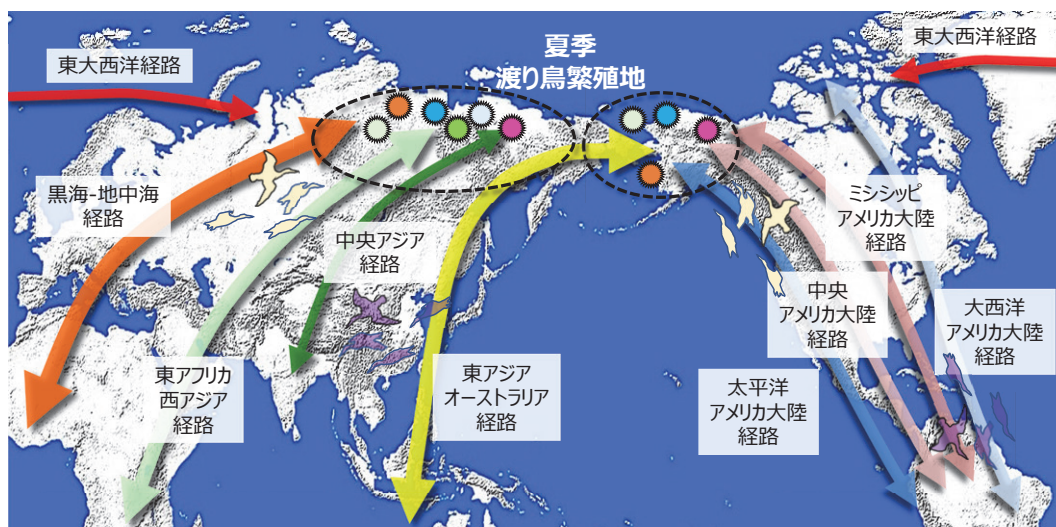 夏季
渡り鳥繁殖地
東大西洋経路
東大西洋経路
黒海-地中海
経路
中央アジア
経路
東アフリカ
西アジア
経路
東アジア
オーストラリア
経路
ミシシッピ
アメリカ大陸
経路
中央
アメリカ大陸
経路
大西洋
アメリカ大陸
経路
太平洋
アメリカ大陸
経路